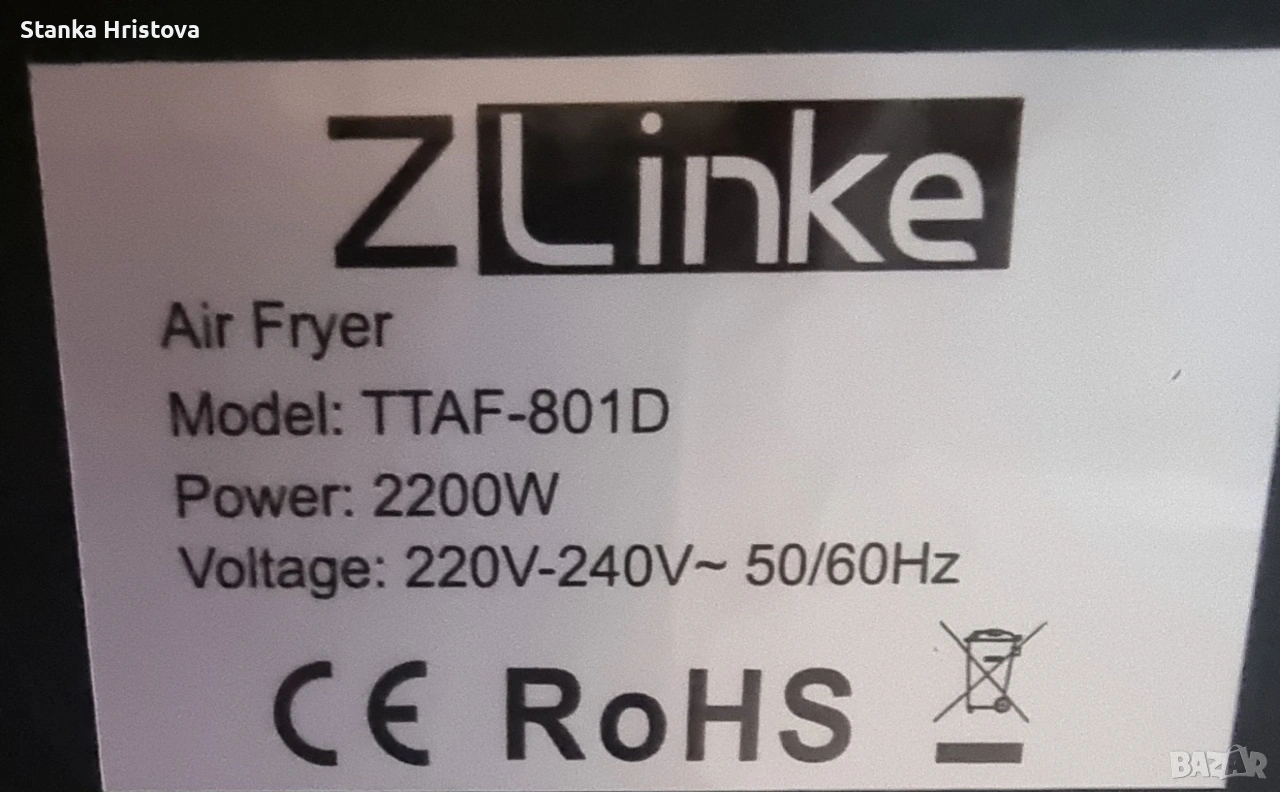 Stanka Hristova
ZLinke
Air Fryer
Model: TTAF-801D
Power: 2200W
Voltage: 220V-240V~ 50/60Hz
CE RoHS
BAZAR